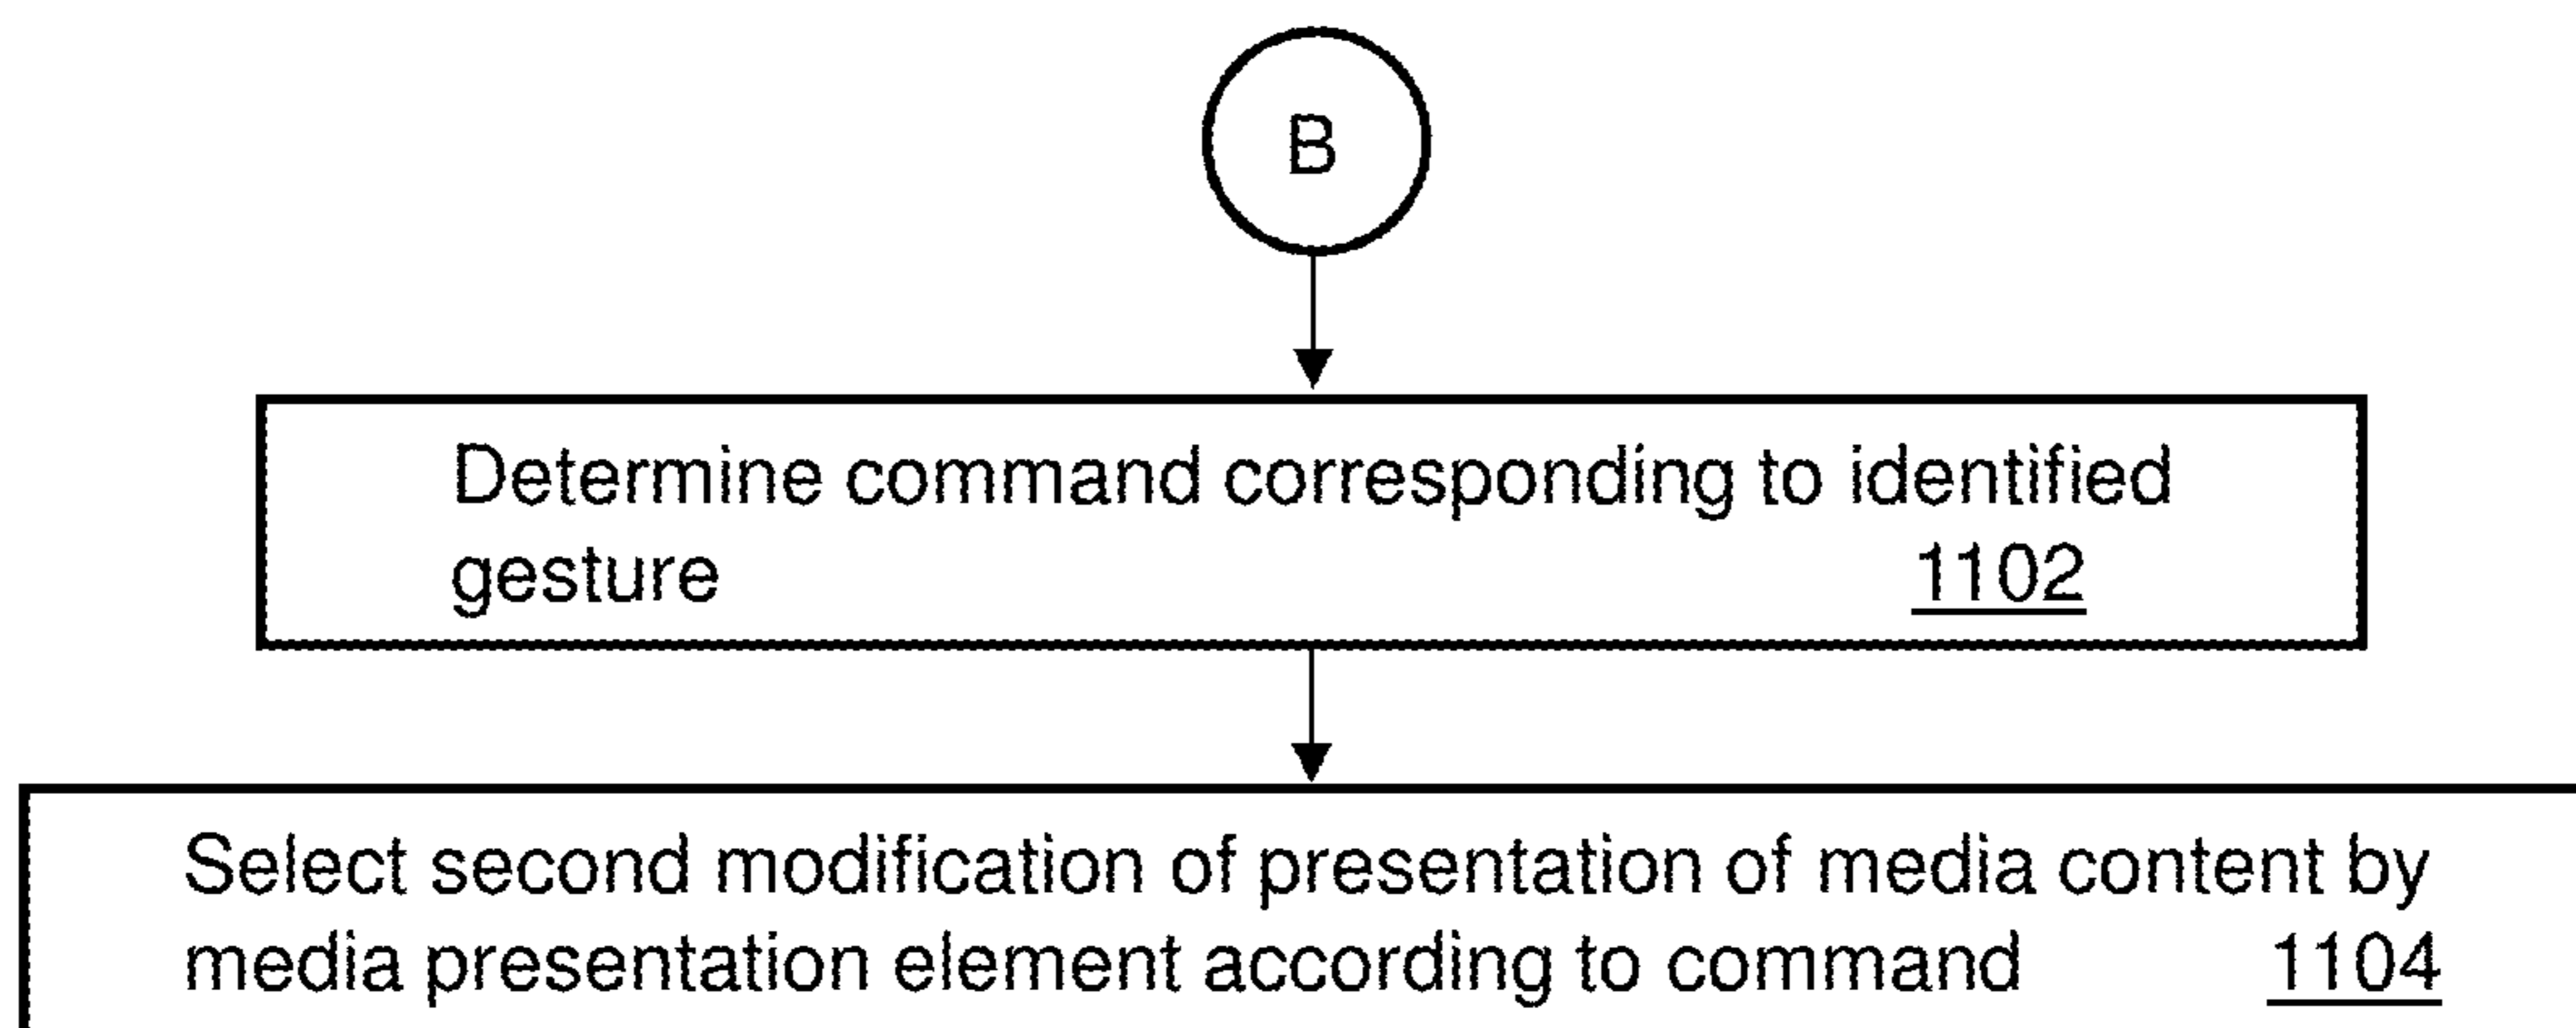 B
Determine command corresponding to identified
gesture 1102
Select second modification of presentation of media content by
media presentation element according to command 1104